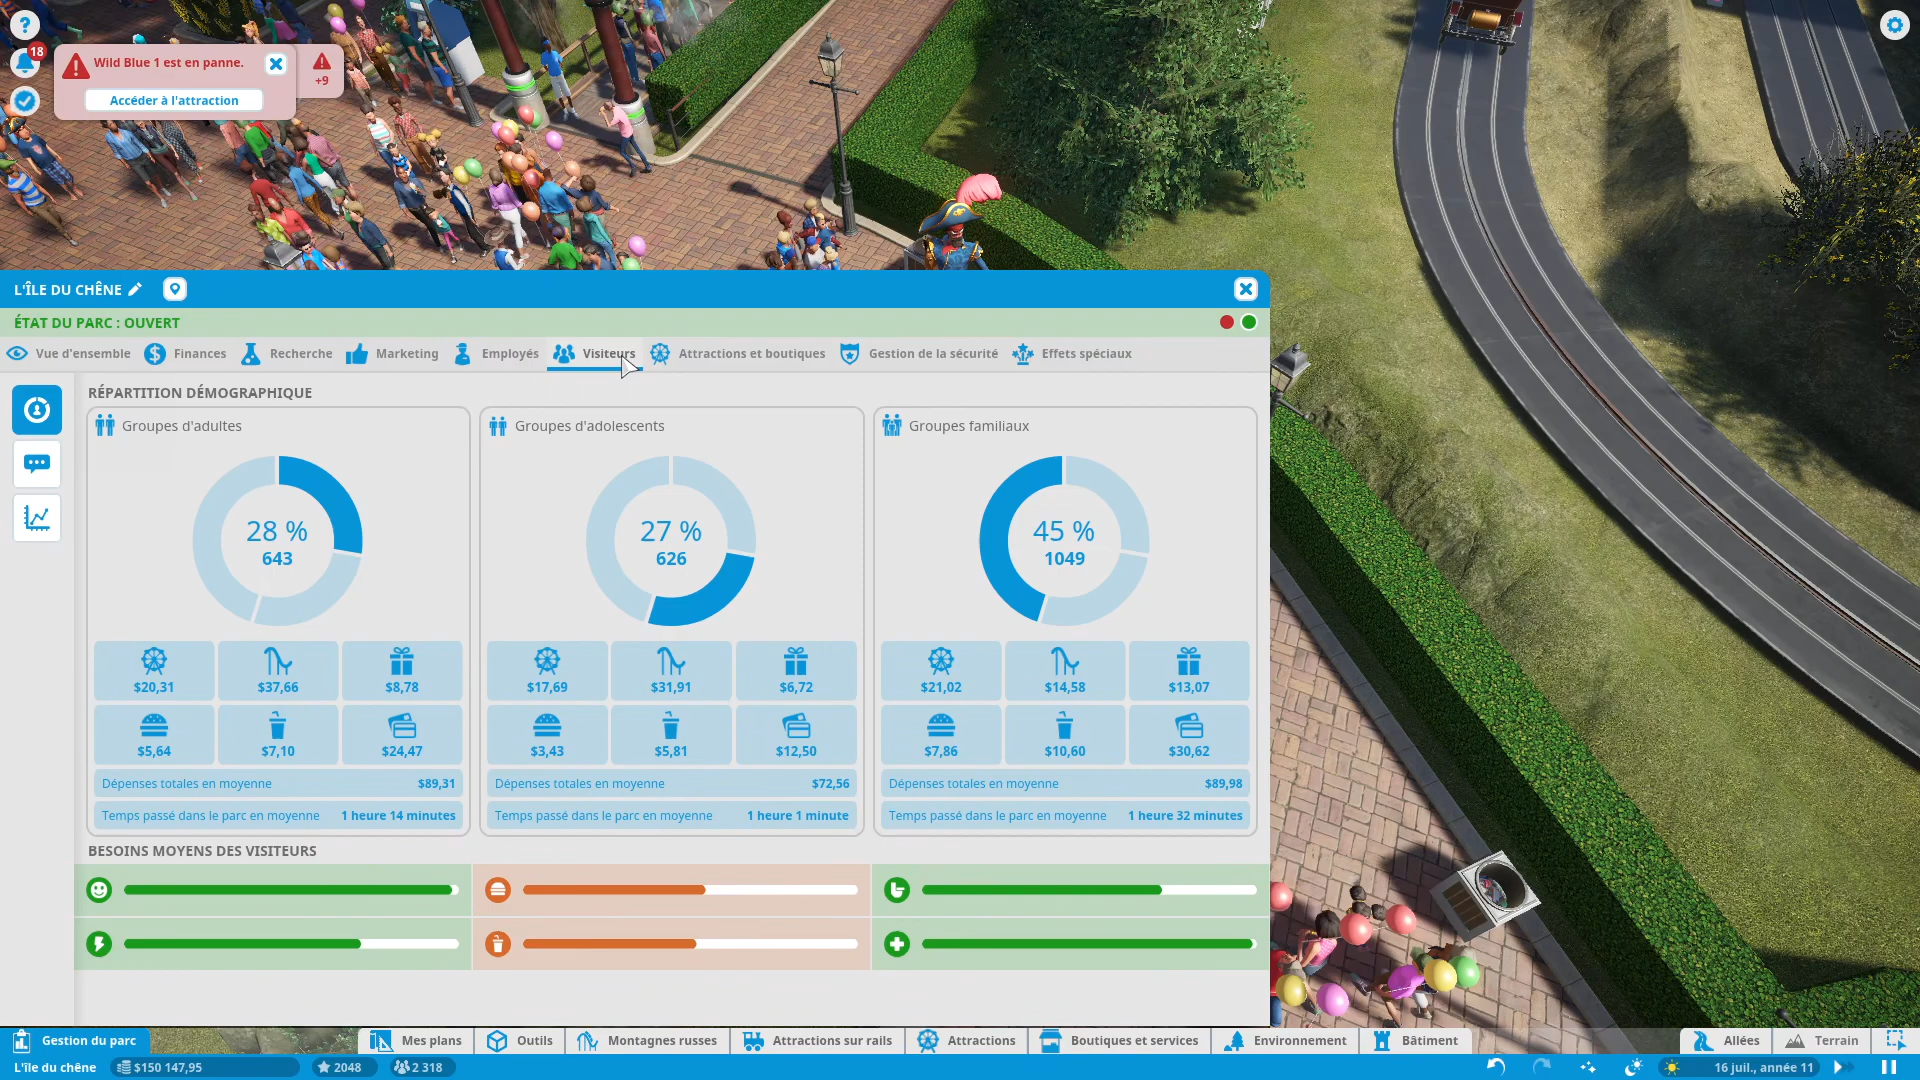 ?
18
Wild Blue 1 est en panne.
Accéder à l'attraction
+9
L'ÎLE DU CHÊNE
ÉTAT DU PARC : OUVERT
Vue d'ensemble
Finances
Recherche
Marketing
Employés
Visiteurs
Attractions et boutiques
Gestion de la sécurité
Effets spéciaux
RÉPARTITION DÉMOGRAPHIQUE
Groupes d'adultes
28 %
643
$20,31
$37,66
$8,78
$5,64
$7,10
$24,47
Dépenses totales en moyenne $89,31
Temps passé dans le parc en moyenne 1 heure 14 minutes
Groupes d'adolescents
27 %
626
$17,69
$31,91
$6,72
$3,43
$5,81
$12,50
Dépenses totales en moyenne $72,56
Temps passé dans le parc en moyenne 1 heure 1 minute
Groupes familiaux
45 %
1049
$21,02
$14,58
$13,07
$7,86
$10,60
$30,62
Dépenses totales en moyenne $89,98
Temps passé dans le parc en moyenne 1 heure 32 minutes
BESOINS MOYENS DES VISITEURS
Gestion du parc
Mes plans
Outils
Montagnes russes
Attractions sur rails
Attractions
Boutiques et services
Environnement
Bâtiment
Allées
Terrain
L'île du chêne
$150 147,95
2048
2 318
16 juil., année 11